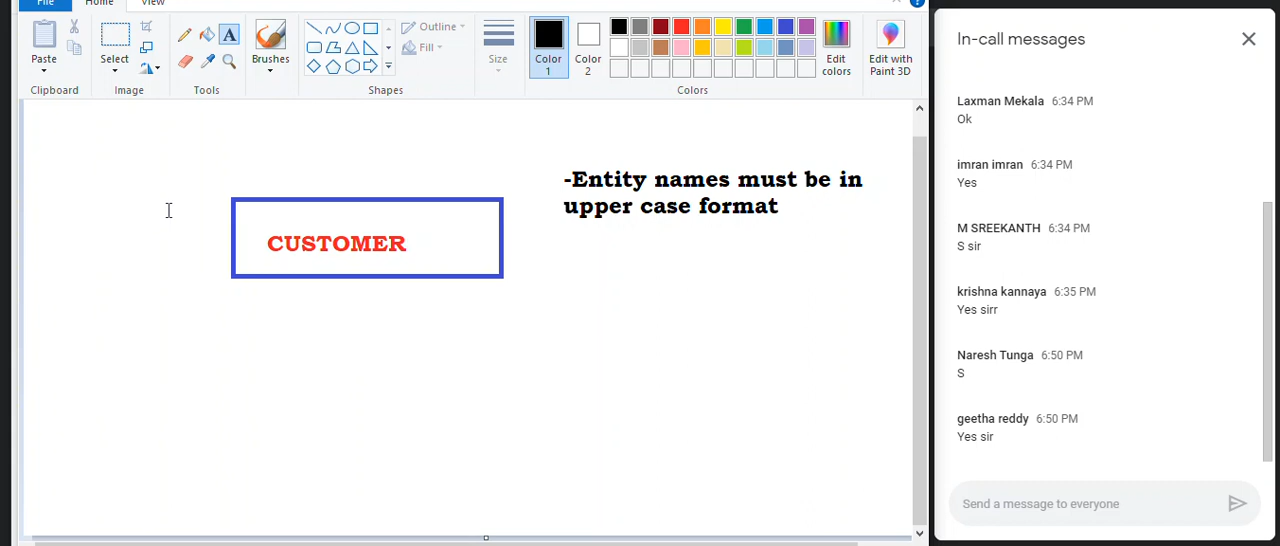 File
Home
View
Paste
Select
Brushes
Outline
Fill
Size
Color
1
Color
2
Edit
colors
Edit with
Paint 3D
Clipboard
Image
Tools
Shapes
Colors
-Entity names must be in
upper case format
CUSTOMER
In-call messages
Laxman Mekala 6:34 PM
Ok
imran imran 6:34 PM
Yes
M SREEKANTH 6:34 PM
S sir
krishna kannaya 6:35 PM
Yes sirr
Naresh Tunga 6:50 PM
S
geetha reddy 6:50 PM
Yes sir
Send a message to everyone